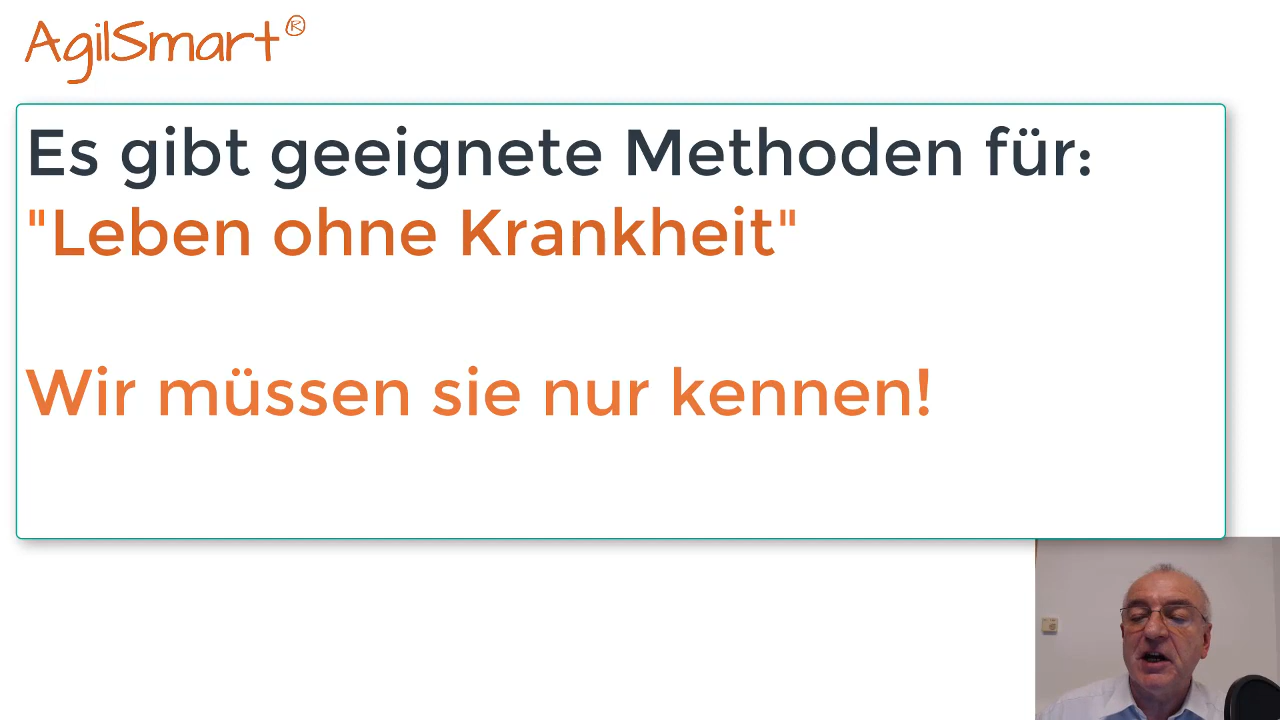 AgilSmart®
Es gibt geeignete Methoden für:
"Leben ohne Krankheit"
Wir müssen sie nur kennen!